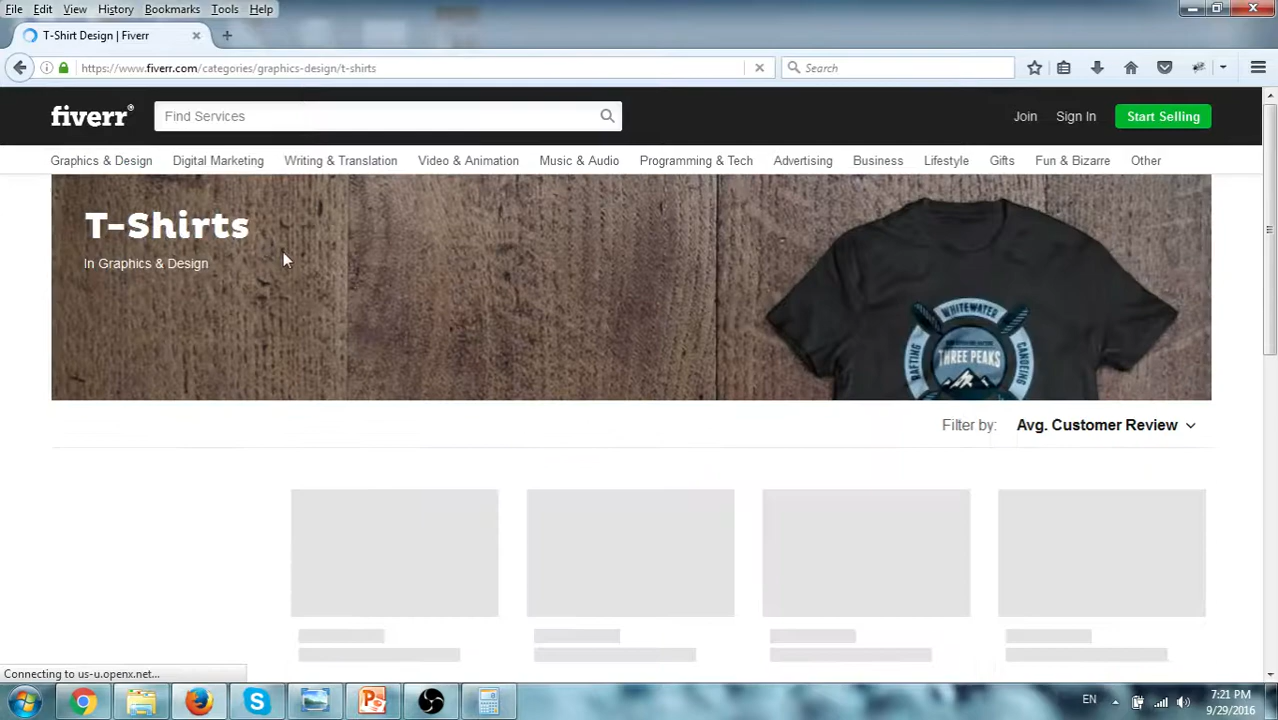 File Edit View History Bookmarks Tools Help
T-Shirt Design | Fiverr
https://www.fiverr.com/categories/graphics-design/t-shirts
Search
fiverr®
Find Services
Join Sign In Start Selling
Graphics & Design Digital Marketing Writing & Translation Video & Animation Music & Audio Programming & Tech Advertising Business Lifestyle Gifts Fun & Bizarre Other
T-Shirts
In Graphics & Design
WHITEWATER
RAFTING
CANOEING
THREE PEAKS
Filter by: Avg. Customer Review
Connecting to us-u.openx.net...
EN
7:21 PM
9/29/2016